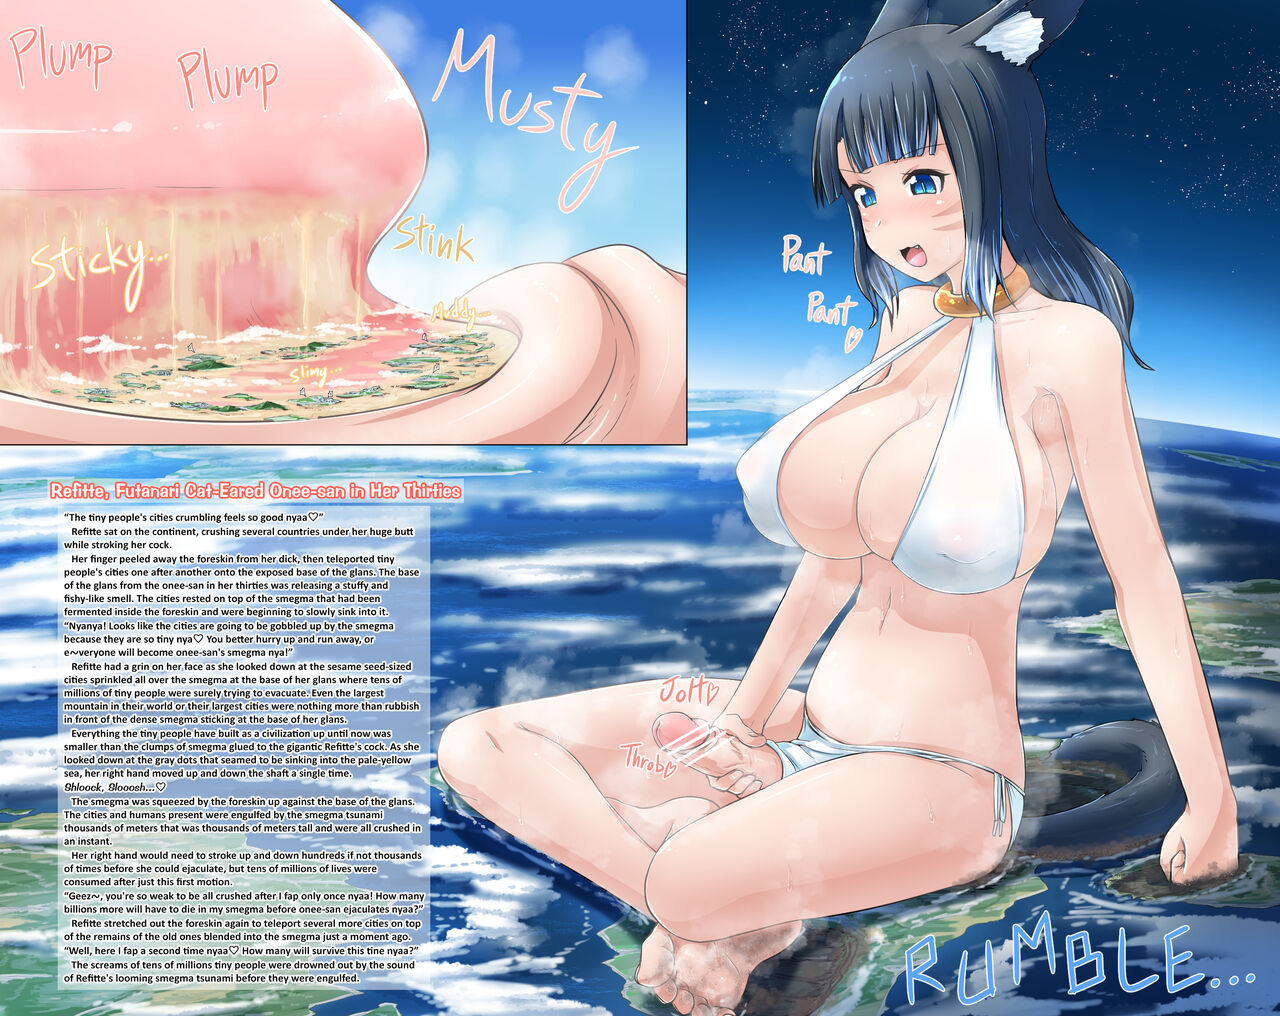 Plump
Plump
Musty
Sticky...
Stink
Muddy...
Slimy...
Pant
Pant♡
Refitte, Futanari Cat-Eared Onee-san in Her Thirties
“The tiny people's cities crumbling feels so good nyaa♡”
Refitte sat on the continent, crushing several countries under her huge butt
while stroking her cock.
Her finger peeled away the foreskin from her dick, then teleported tiny
people's cities one after another onto the exposed base of the glans. The base
of the glans from the onee-san in her thirties was releasing a stuffy and
fishy-like smell. The cities rested on top of the smegma that had been
fermented inside the foreskin and were beginning to slowly sink into it.
“Nyanya! Looks like the cities are going to be gobbled up by the smegma
because they are so tiny nya♡ You better hurry up and run away, or
e~veryone will become onee-san's smegma nya!”
Refitte had a grin on her face as she looked down at the sesame seed-sized
cities sprinkled all over the smegma at the base of her glans where tens of
millions of tiny people were surely trying to evacuate. Even the largest
mountain in their world or their largest cities were nothing more than rubbish
in front of the dense smegma sticking at the base of her glans.
Everything the tiny people have built as a civilization up until now was
smaller than the clumps of smegma glued to the gigantic Refitte's cock. As she
looked down at the gray dots that seemed to be sinking into the pale-yellow
sea, her right hand moved up and down the shaft a single time.
Shloock, Slooosh...♡
The smegma was squeezed by the foreskin up against the base of the glans.
The cities and humans present were engulfed by the smegma tsunami
thousands of meters that was thousands of meters tall and were all crushed in
an instant.
Her right hand would need to stroke up and down hundreds if not thousands
of times before she could ejaculate, but tens of millions of lives were
consumed after just this first motion.
“Geez~, you're so weak to be all crushed after I fap only once nyaa! How many
billions more will have to die in my smegma before onee-san ejaculates nyaa?”
Refitte stretched out the foreskin again to teleport several more cities on top
of the remains of the old ones blended into the smegma just a moment ago.
“Well, here I fap a second time nyaa♡ How many will survive this tine nyaa?”
The screams of tens of millions tiny people were drowned out by the sound
of Refitte's looming smegma tsunami before they were engulfed.
Jolt♡
Throb♡
RUMBLE...